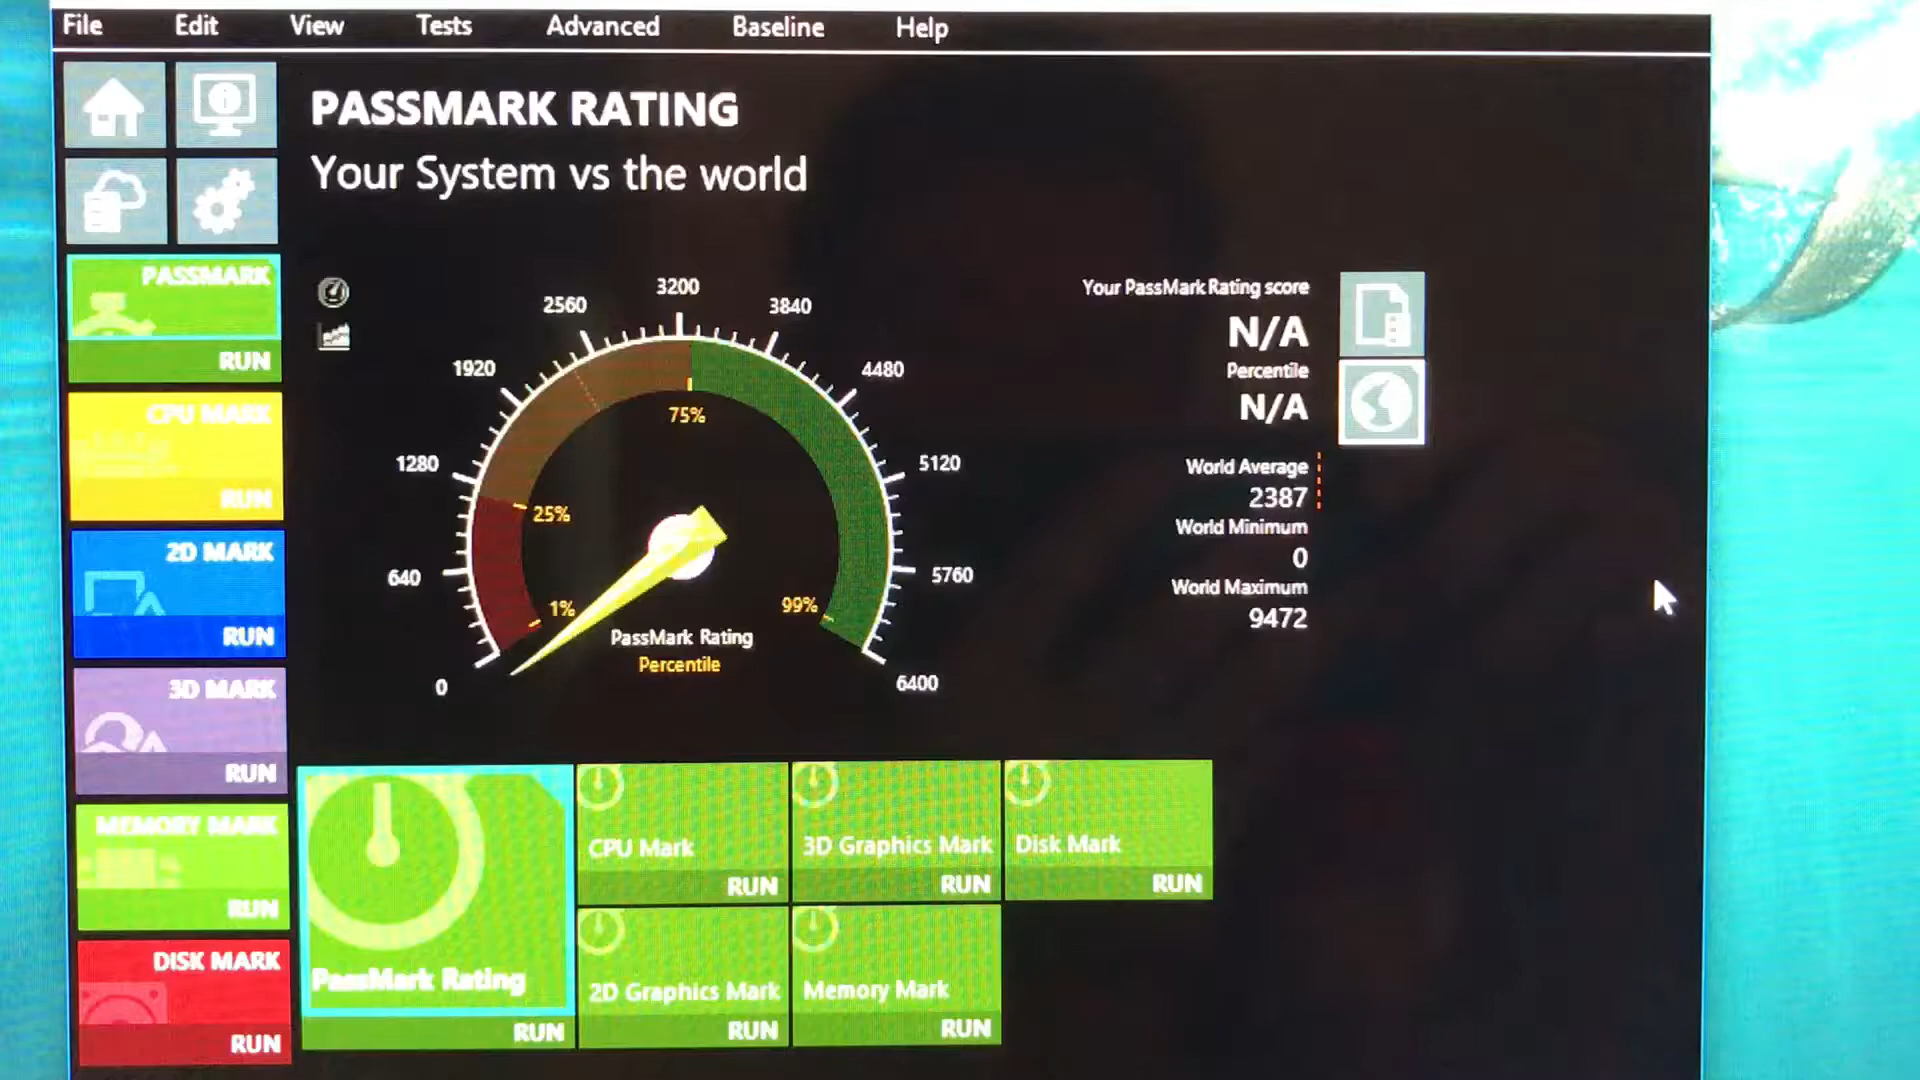 File Edit View Tests Advanced Baseline Help
PASSMARK RATING
Your System vs the world
PASSMARK
RUN
CPU MARK
RUN
2D MARK
RUN
3D MARK
RUN
MEMORY MARK
RUN
DISK MARK
RUN
0
640
1280
1920
2560
3200
3840
4480
5120
5760
6400
1%
25%
75%
99%
PassMark Rating
Percentile
Your PassMark Rating score
N/A
Percentile
N/A
World Average
2387
World Minimum
0
World Maximum
9472
PassMark Rating
RUN
CPU Mark
RUN
3D Graphics Mark
RUN
Disk Mark
RUN
2D Graphics Mark
RUN
Memory Mark
RUN